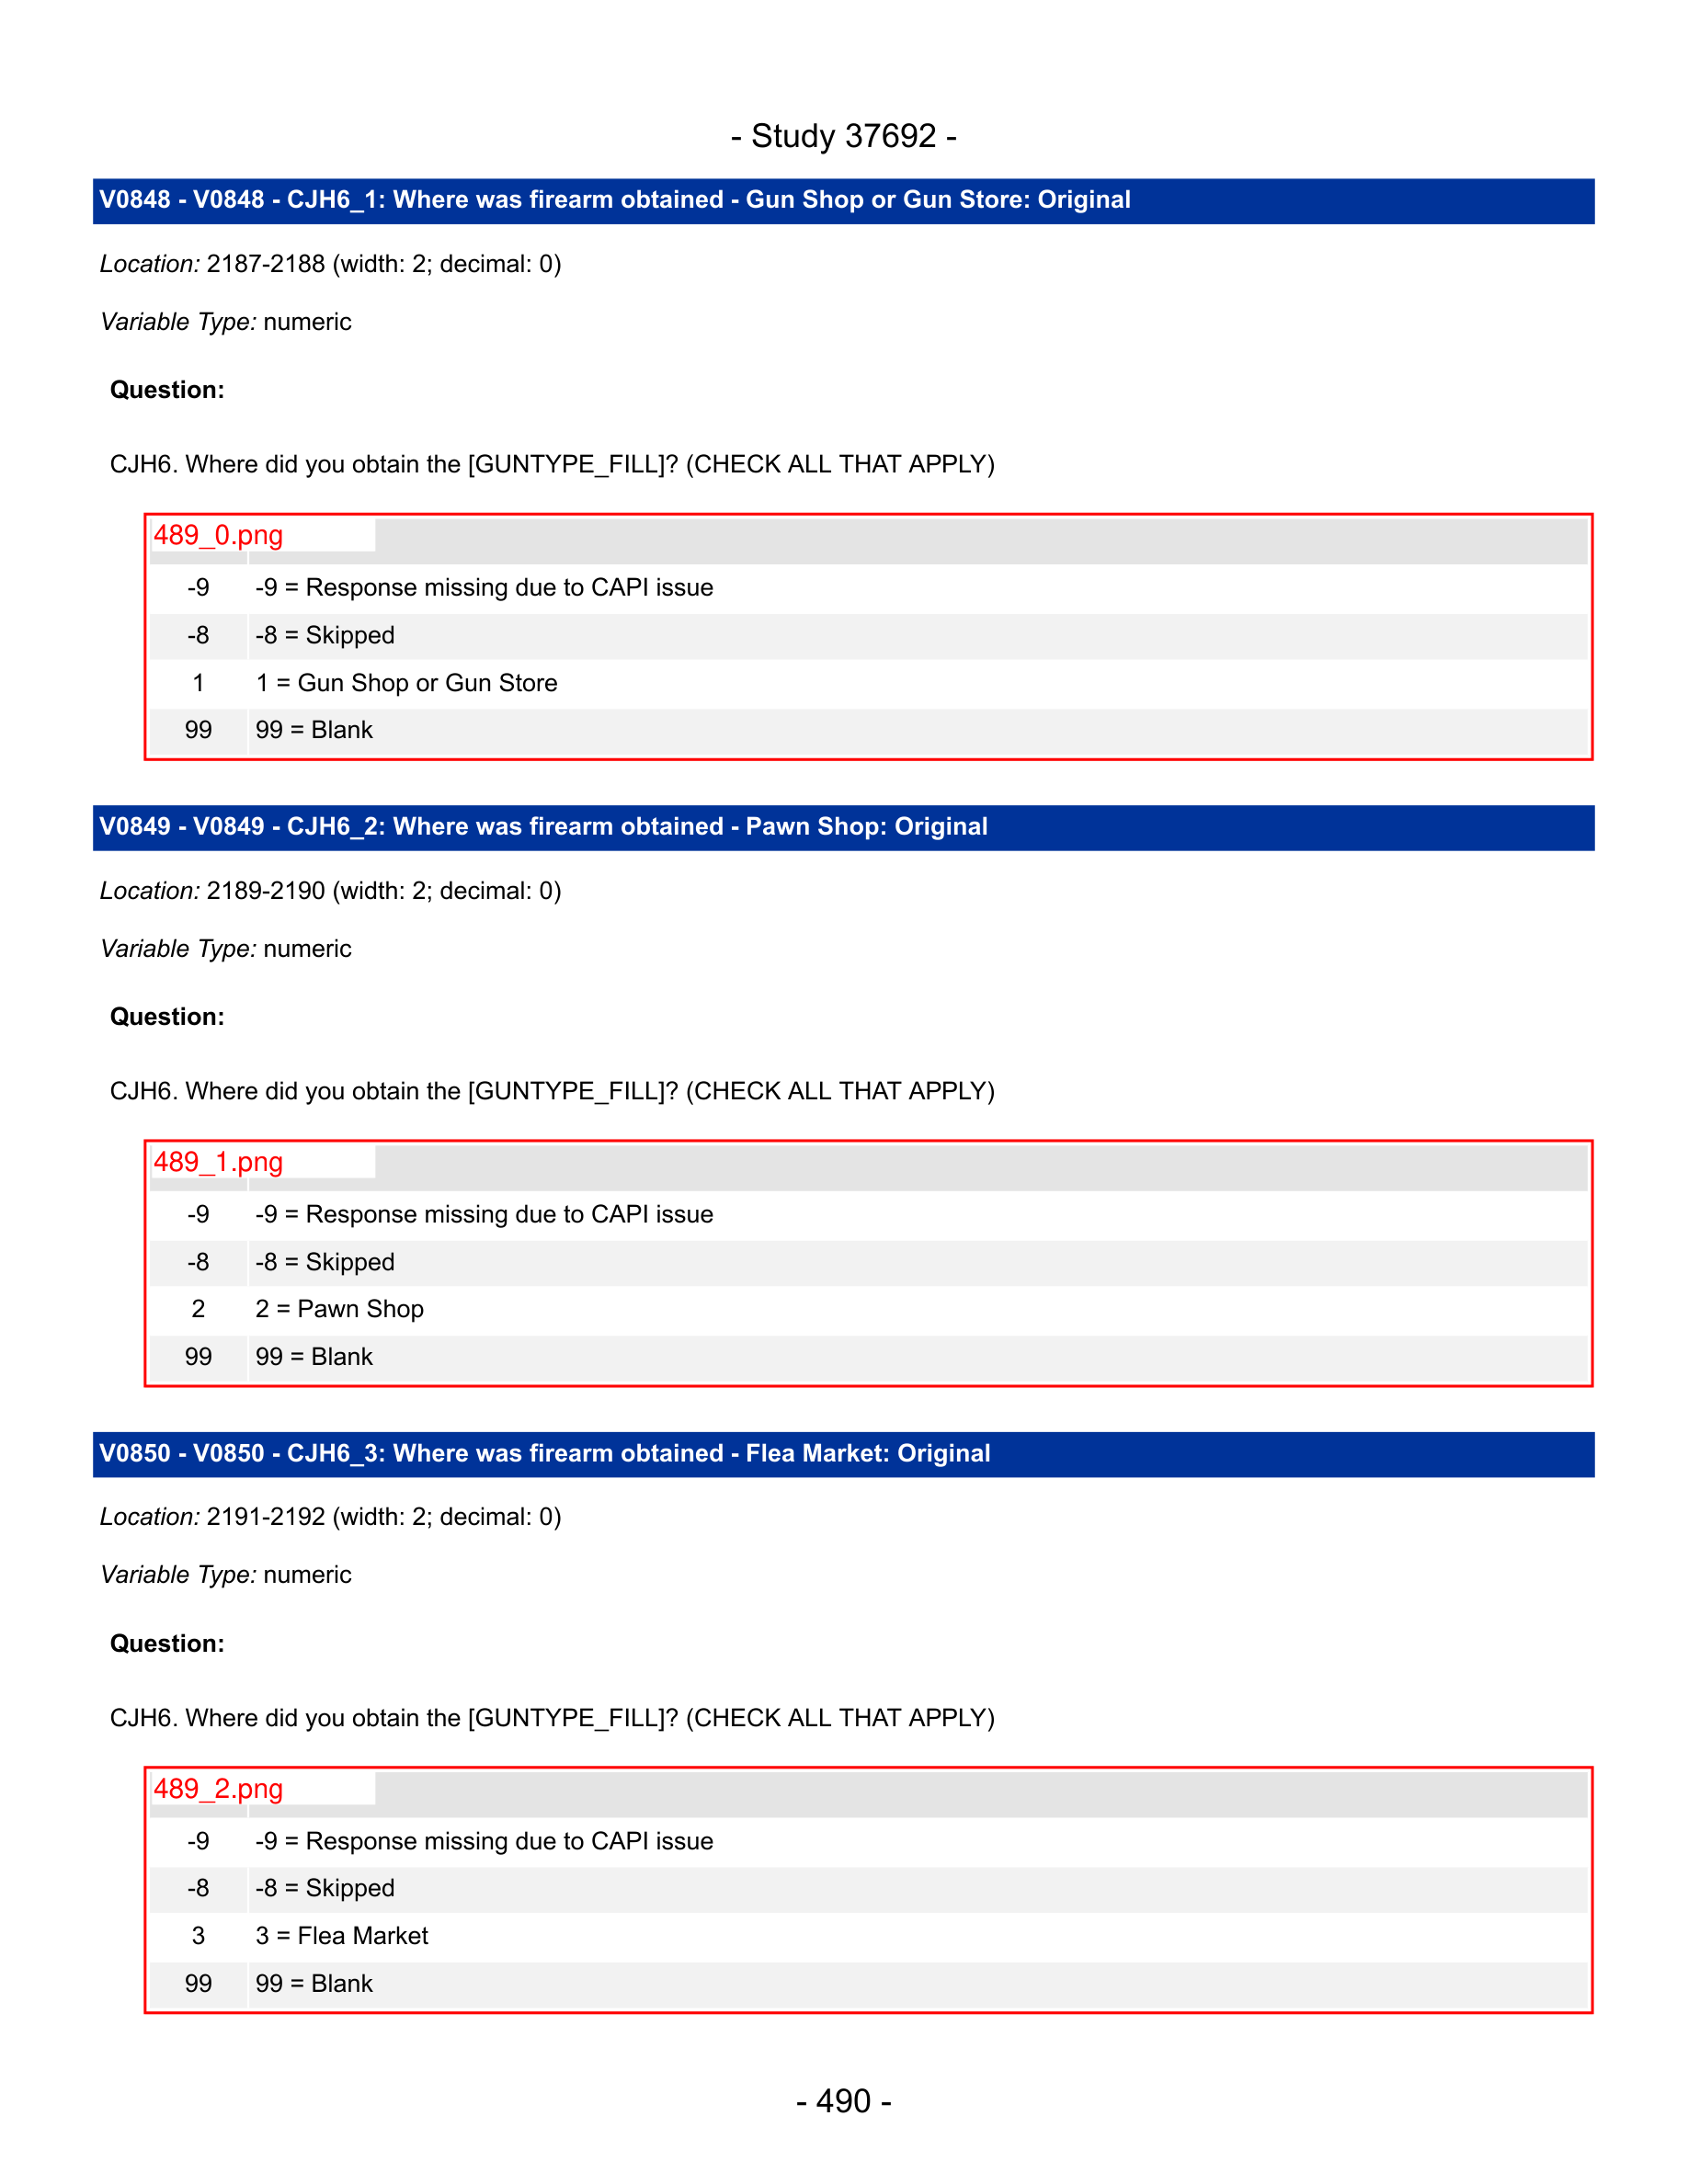 - Study 37692 -
V0848 - V0848 - CJH6_1: Where was firearm obtained - Gun Shop or Gun Store: Original
Location: 2187-2188 (width: 2; decimal: 0)
Variable Type: numeric
Question:
CJH6. Where did you obtain the [GUNTYPE_FILL]? (CHECK ALL THAT APPLY)
489_0.png
-9 -9 = Response missing due to CAPI issue
-8 -8 = Skipped
1 1 = Gun Shop or Gun Store
99 99 = Blank
V0849 - V0849 - CJH6_2: Where was firearm obtained - Pawn Shop: Original
Location: 2189-2190 (width: 2; decimal: 0)
Variable Type: numeric
Question:
CJH6. Where did you obtain the [GUNTYPE_FILL]? (CHECK ALL THAT APPLY)
489_1.png
-9 -9 = Response missing due to CAPI issue
-8 -8 = Skipped
2 2 = Pawn Shop
99 99 = Blank
V0850 - V0850 - CJH6_3: Where was firearm obtained - Flea Market: Original
Location: 2191-2192 (width: 2; decimal: 0)
Variable Type: numeric
Question:
CJH6. Where did you obtain the [GUNTYPE_FILL]? (CHECK ALL THAT APPLY)
489_2.png
-9 -9 = Response missing due to CAPI issue
-8 -8 = Skipped
3 3 = Flea Market
99 99 = Blank
- 490 -